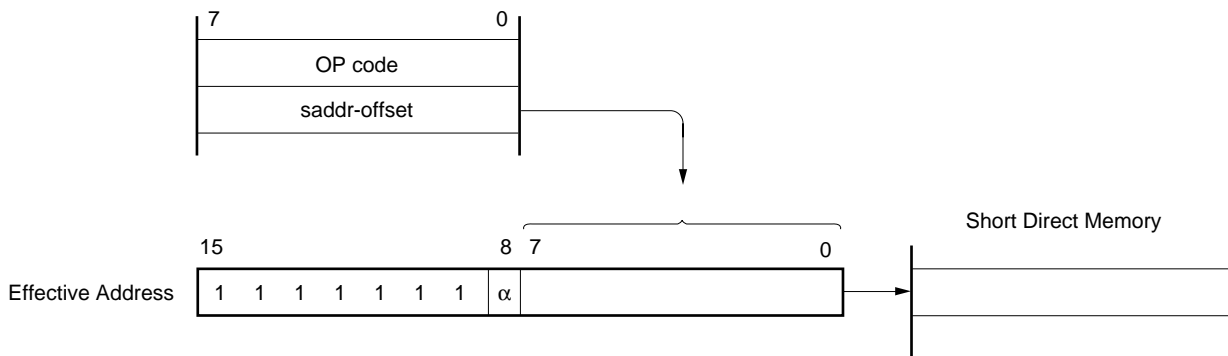 7 0
OP code
saddr-offset
Short Direct Memory
15 8 7 0
Effective Address 1 1 1 1 1 1 1 α